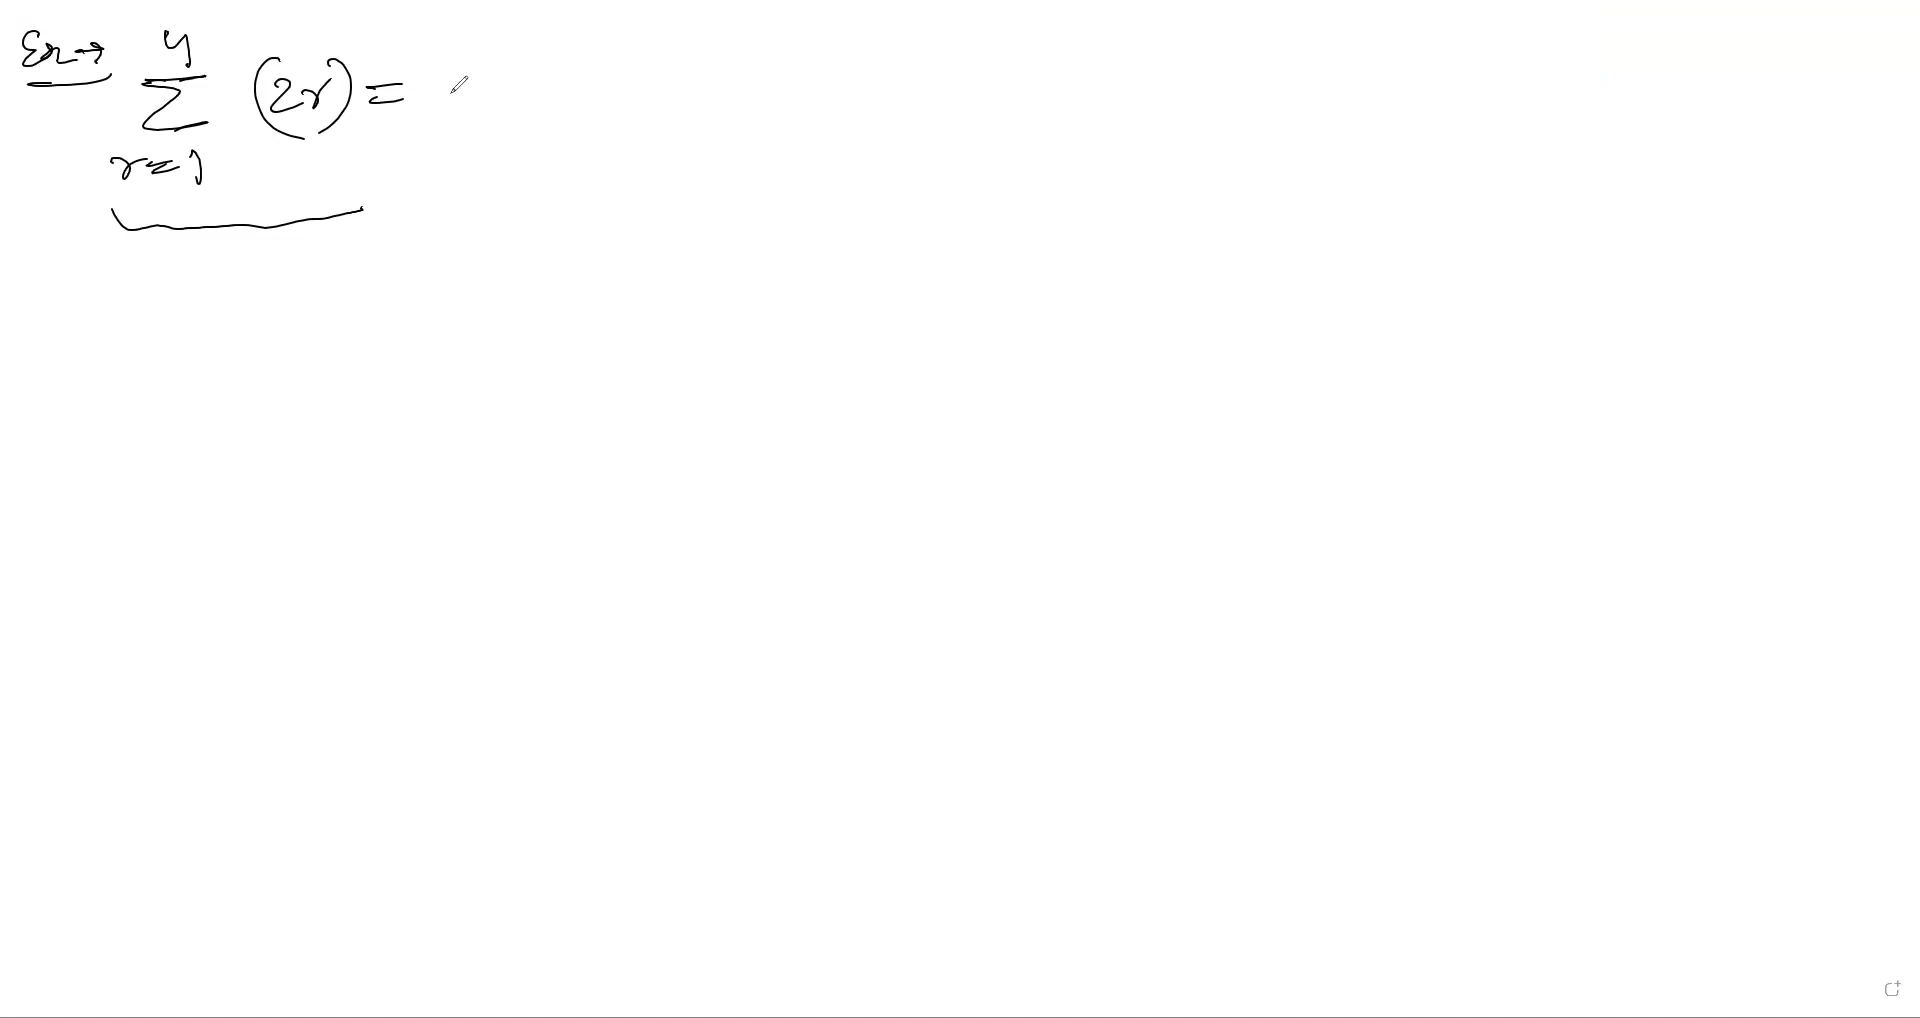 Ex→
4
∑ (2r) =
r=1